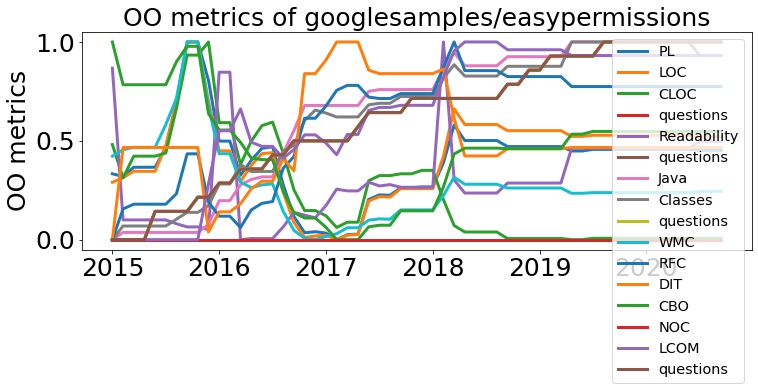 OO metrics of googlesamples/easypermissions
OO metrics
1.0
0.5
0.0
2015
2016
2017
2018
2019
2020
PL
LOC
CLOC
questions
Readability
questions
Java
Classes
questions
WMC
RFC
DIT
CBO
NOC
LCOM
questions